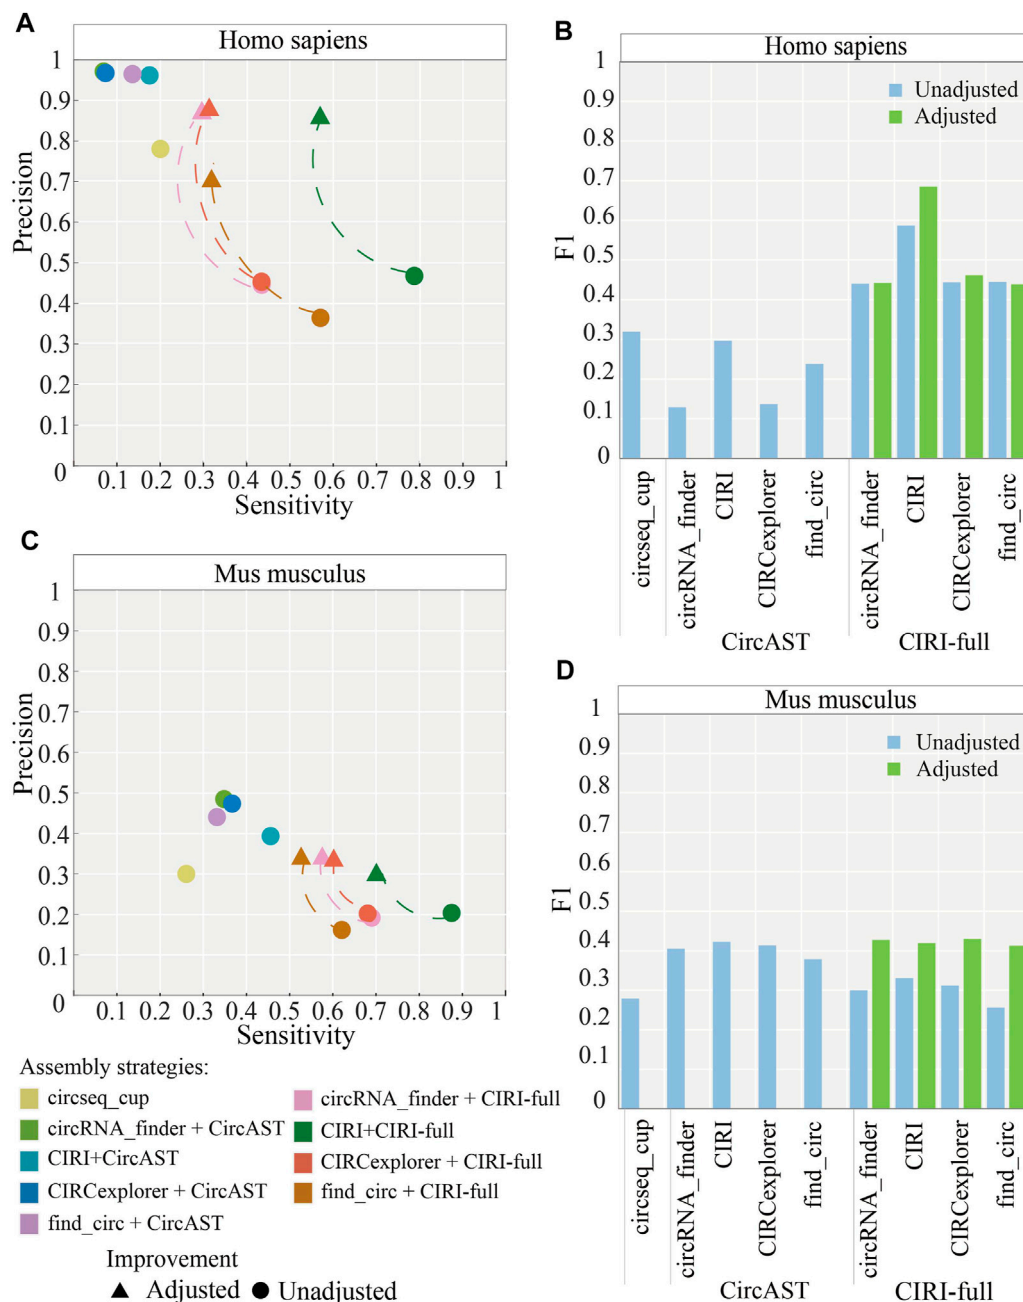 A
Homo sapiens
Precision
1
0.9
0.8
0.7
0.6
0.5
0.4
0.3
0.2
0.1
0
0.1 0.2 0.3 0.4 0.5 0.6 0.7 0.8 0.9 1
Sensitivity
B
Homo sapiens
F1
1
0.9
0.8
0.7
0.6
0.5
0.4
0.3
0.2
0.1
0
Unadjusted
Adjusted
circseq_cup
circRNA_finder
CIRI
CIRCexplorer
find_circ
circRNA_finder
CIRI
CIRCexplorer
find_circ
CircAST
CIRI-full
C
Mus musculus
Precision
1
0.9
0.8
0.7
0.6
0.5
0.4
0.3
0.2
0.1
0
0.1 0.2 0.3 0.4 0.5 0.6 0.7 0.8 0.9 1
Sensitivity
D
Mus musculus
F1
1
0.9
0.8
0.7
0.6
0.5
0.4
0.3
0.2
0.1
0
Unadjusted
Adjusted
circseq_cup
circRNA_finder
CIRI
CIRCexplorer
find_circ
circRNA_finder
CIRI
CIRCexplorer
find_circ
CircAST
CIRI-full
Assembly strategies:
circseq_cup
circRNA_finder + CircAST
CIRI+CircAST
CIRCexplorer + CircAST
find_circ + CircAST
circRNA_finder + CIRI-full
CIRI+CIRI-full
CIRCexplorer + CIRI-full
find_circ + CIRI-full
Improvement
Adjusted Unadjusted